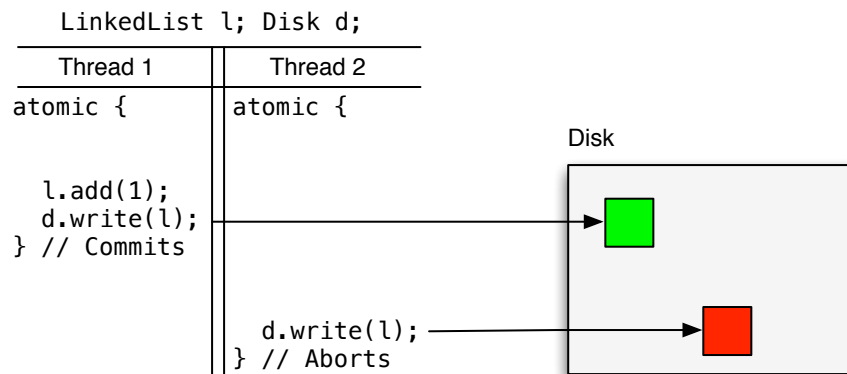 LinkedList l; Disk d;
Thread 1 Thread 2
atomic { atomic {
Disk
l.add(1);
d.write(l);
} // Commits
d.write(l);
} // Aborts